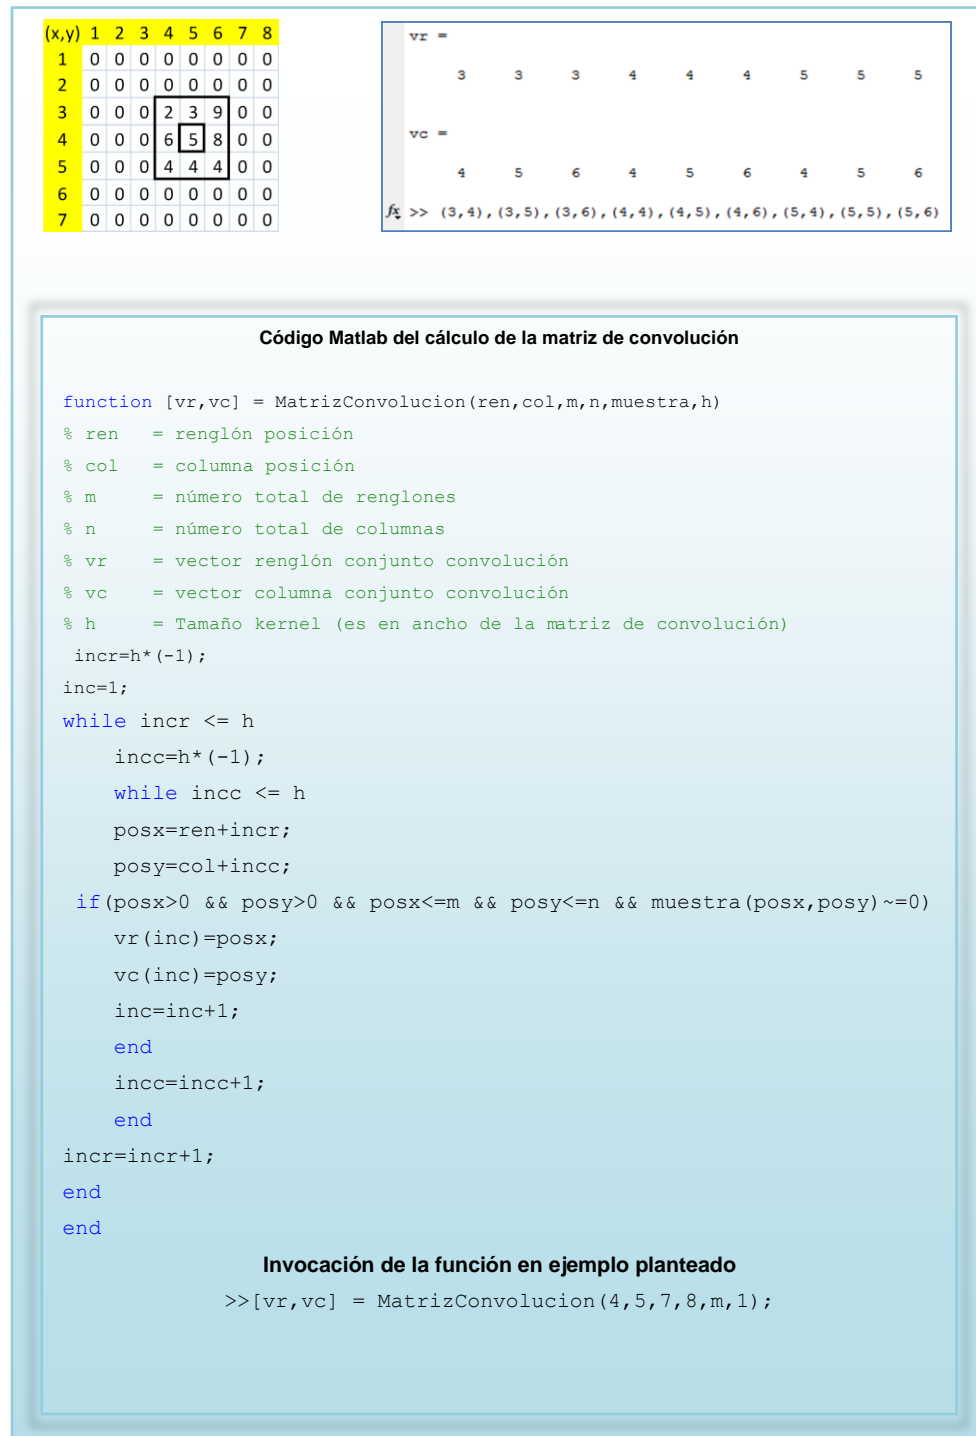 (x,y) 1 2 3 4 5 6 7 8
1 0 0 0 0 0 0 0 0
2 0 0 0 0 0 0 0 0
3 0 0 0 2 3 9 0 0
4 0 0 0 6 5 8 0 0
5 0 0 0 4 4 4 0 0
6 0 0 0 0 0 0 0 0
7 0 0 0 0 0 0 0 0
vr =
3 3 3 4 4 4 5 5 5
vc =
4 5 6 4 5 6 4 5 6
fx >> (3,4),(3,5),(3,6),(4,4),(4,5),(4,6),(5,4),(5,5),(5,6)
Código Matlab del cálculo de la matriz de convolución
function [vr,vc] = MatrizConvolucion(ren,col,m,n,muestra,h)
% ren = renglón posición
% col = columna posición
% m = número total de renglones
% n = número total de columnas
% vr = vector renglón conjunto convolución
% vc = vector columna conjunto convolución
% h = Tamaño kernel (es en ancho de la matriz de convolución)
incr=h*(-1);
inc=1;
while incr <= h
incc=h*(-1);
while incc <= h
posx=ren+incr;
posy=col+incc;
if(posx>0 && posy>0 && posx<=m && posy<=n && muestra(posx,posy)~=0)
vr(inc)=posx;
vc(inc)=posy;
inc=inc+1;
end
incc=incc+1;
end
incr=incr+1;
end
end
Invocación de la función en ejemplo planteado
>>[vr,vc] = MatrizConvolucion(4,5,7,8,m,1);